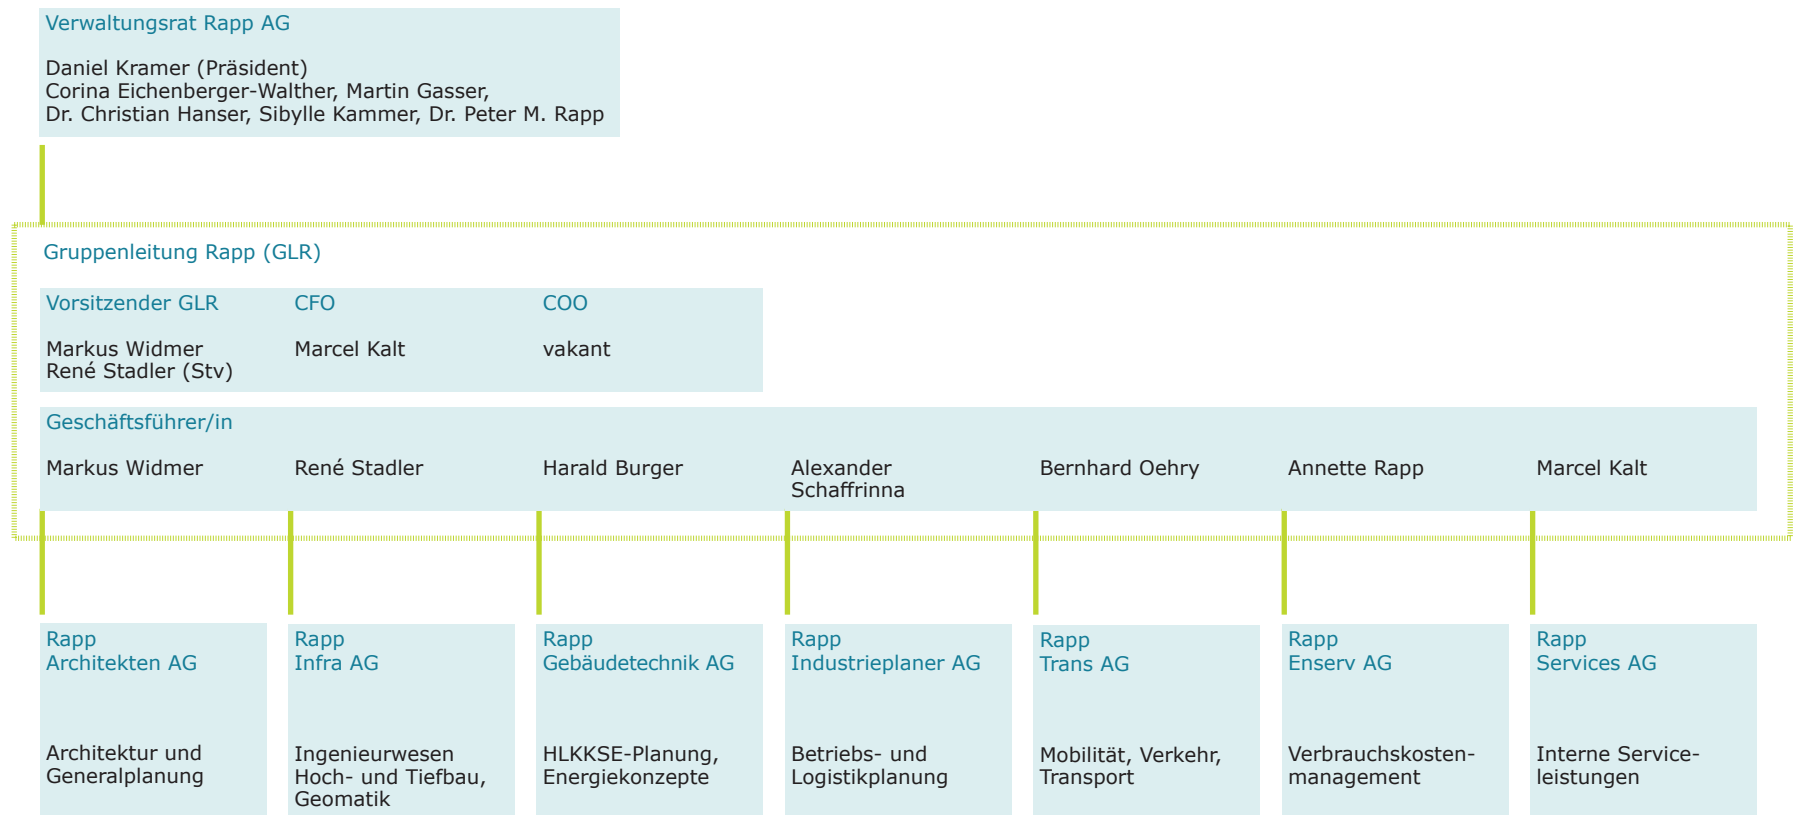 Verwaltungsrat Rapp AG
Daniel Kramer (Präsident)
Corina Eichenberger-Walther, Martin Gasser,
Dr. Christian Hanser, Sibylle Kammer, Dr. Peter M. Rapp
Gruppenleitung Rapp (GLR)
Vorsitzender GLR
Markus Widmer
René Stadler (Stv)
CFO
Marcel Kalt
COO
vakant
Geschäftsführer/in
Markus Widmer
René Stadler
Harald Burger
Alexander
Schaffrinna
Bernhard Oehry
Annette Rapp
Marcel Kalt
Rapp
Architekten AG
Architektur und
Generalplanung
Rapp
Infra AG
Ingenieurwesen
Hoch- und Tiefbau,
Geomatik
Rapp
Gebäudetechnik AG
HLKKSE-Planung,
Energiekonzepte
Rapp
Industrieplaner AG
Betriebs- und
Logistikplanung
Rapp
Trans AG
Mobilität, Verkehr,
Transport
Rapp
Enserv AG
Verbrauchskosten-
management
Rapp
Services AG
Interne Service-
leistungen